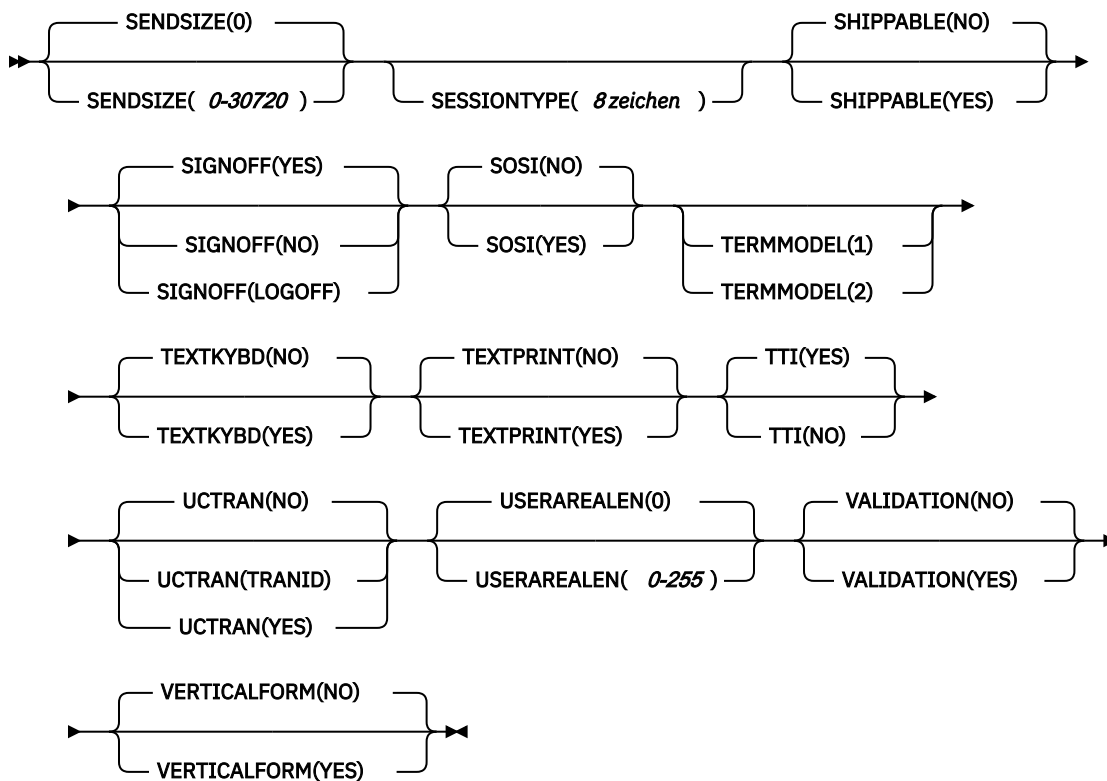 SENDSIZE(0) SHIPPABLE(NO)
SENDSIZE( 0-30720 ) SESSIONTYPE( 8 zeichen ) SHIPPABLE(YES)
SIGNOFF(YES) SOSI(NO)
SIGNOFF(NO) SOSI(YES) TERMMODEL(1)
SIGNOFF(LOGOFF) TERMMODEL(2)
TEXTKYBD(NO) TEXTPRINT(NO) TTI(YES)
TEXTKYBD(YES) TEXTPRINT(YES) TTI(NO)
UCTRAN(NO) USERAREALEN(0) VALIDATION(NO)
UCTRAN(TRANID) USERAREALEN( 0-255 ) VALIDATION(YES)
UCTRAN(YES)
VERTICALFORM(NO)
VERTICALFORM(YES)